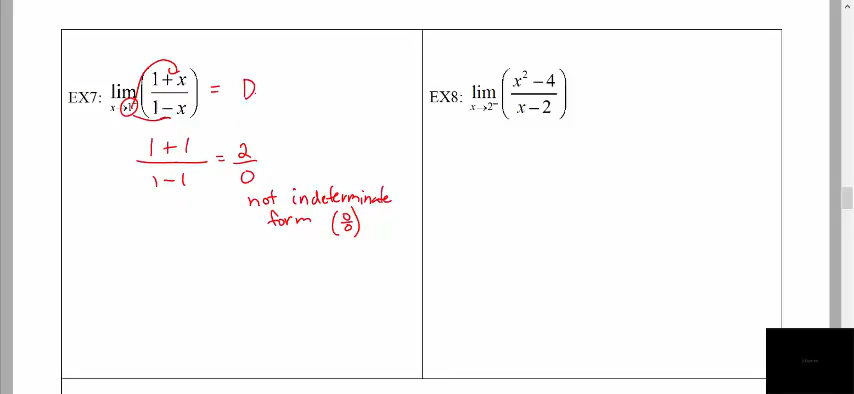 EX7: lim x→1⁻ ((1 + x)/(1 − x)) = D
(1 + 1)/(1 − 1) = 2/0
not indeterminate
form (0/0)
EX8: lim x→2⁻ ((x² − 4)/(x − 2))